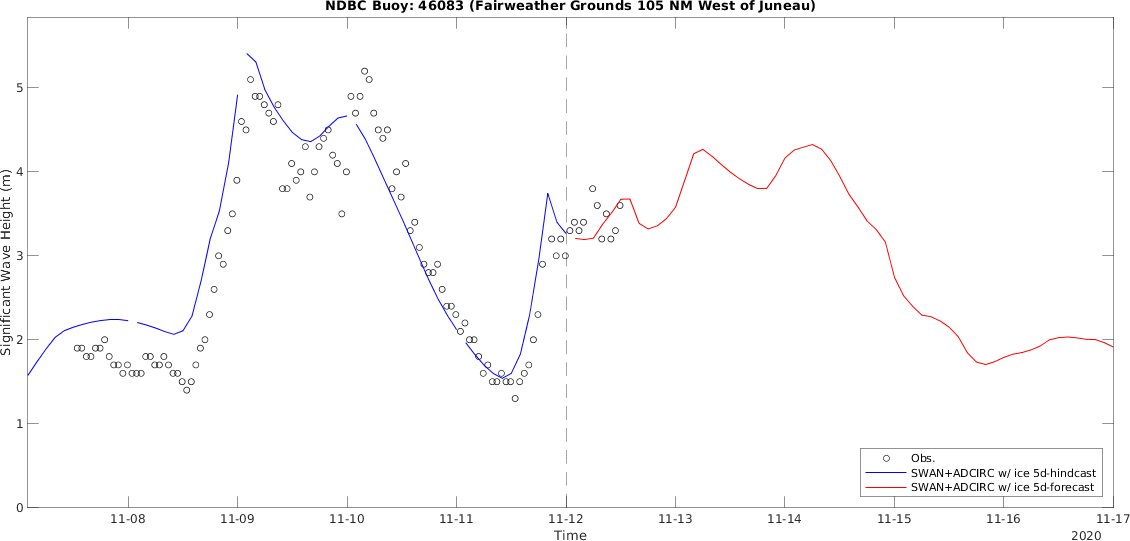 NDBC Buoy: 46083 (Fairweather Grounds 105 NM West of Juneau)
Significant Wave Height (m)
5
4
3
2
1
0
Obs.
SWAN+ADCIRC w/ ice 5d-hindcast
SWAN+ADCIRC w/ ice 5d-forecast
11-08 11-09 11-10 11-11 11-12 11-13 11-14 11-15 11-16 11-17
Time
2020